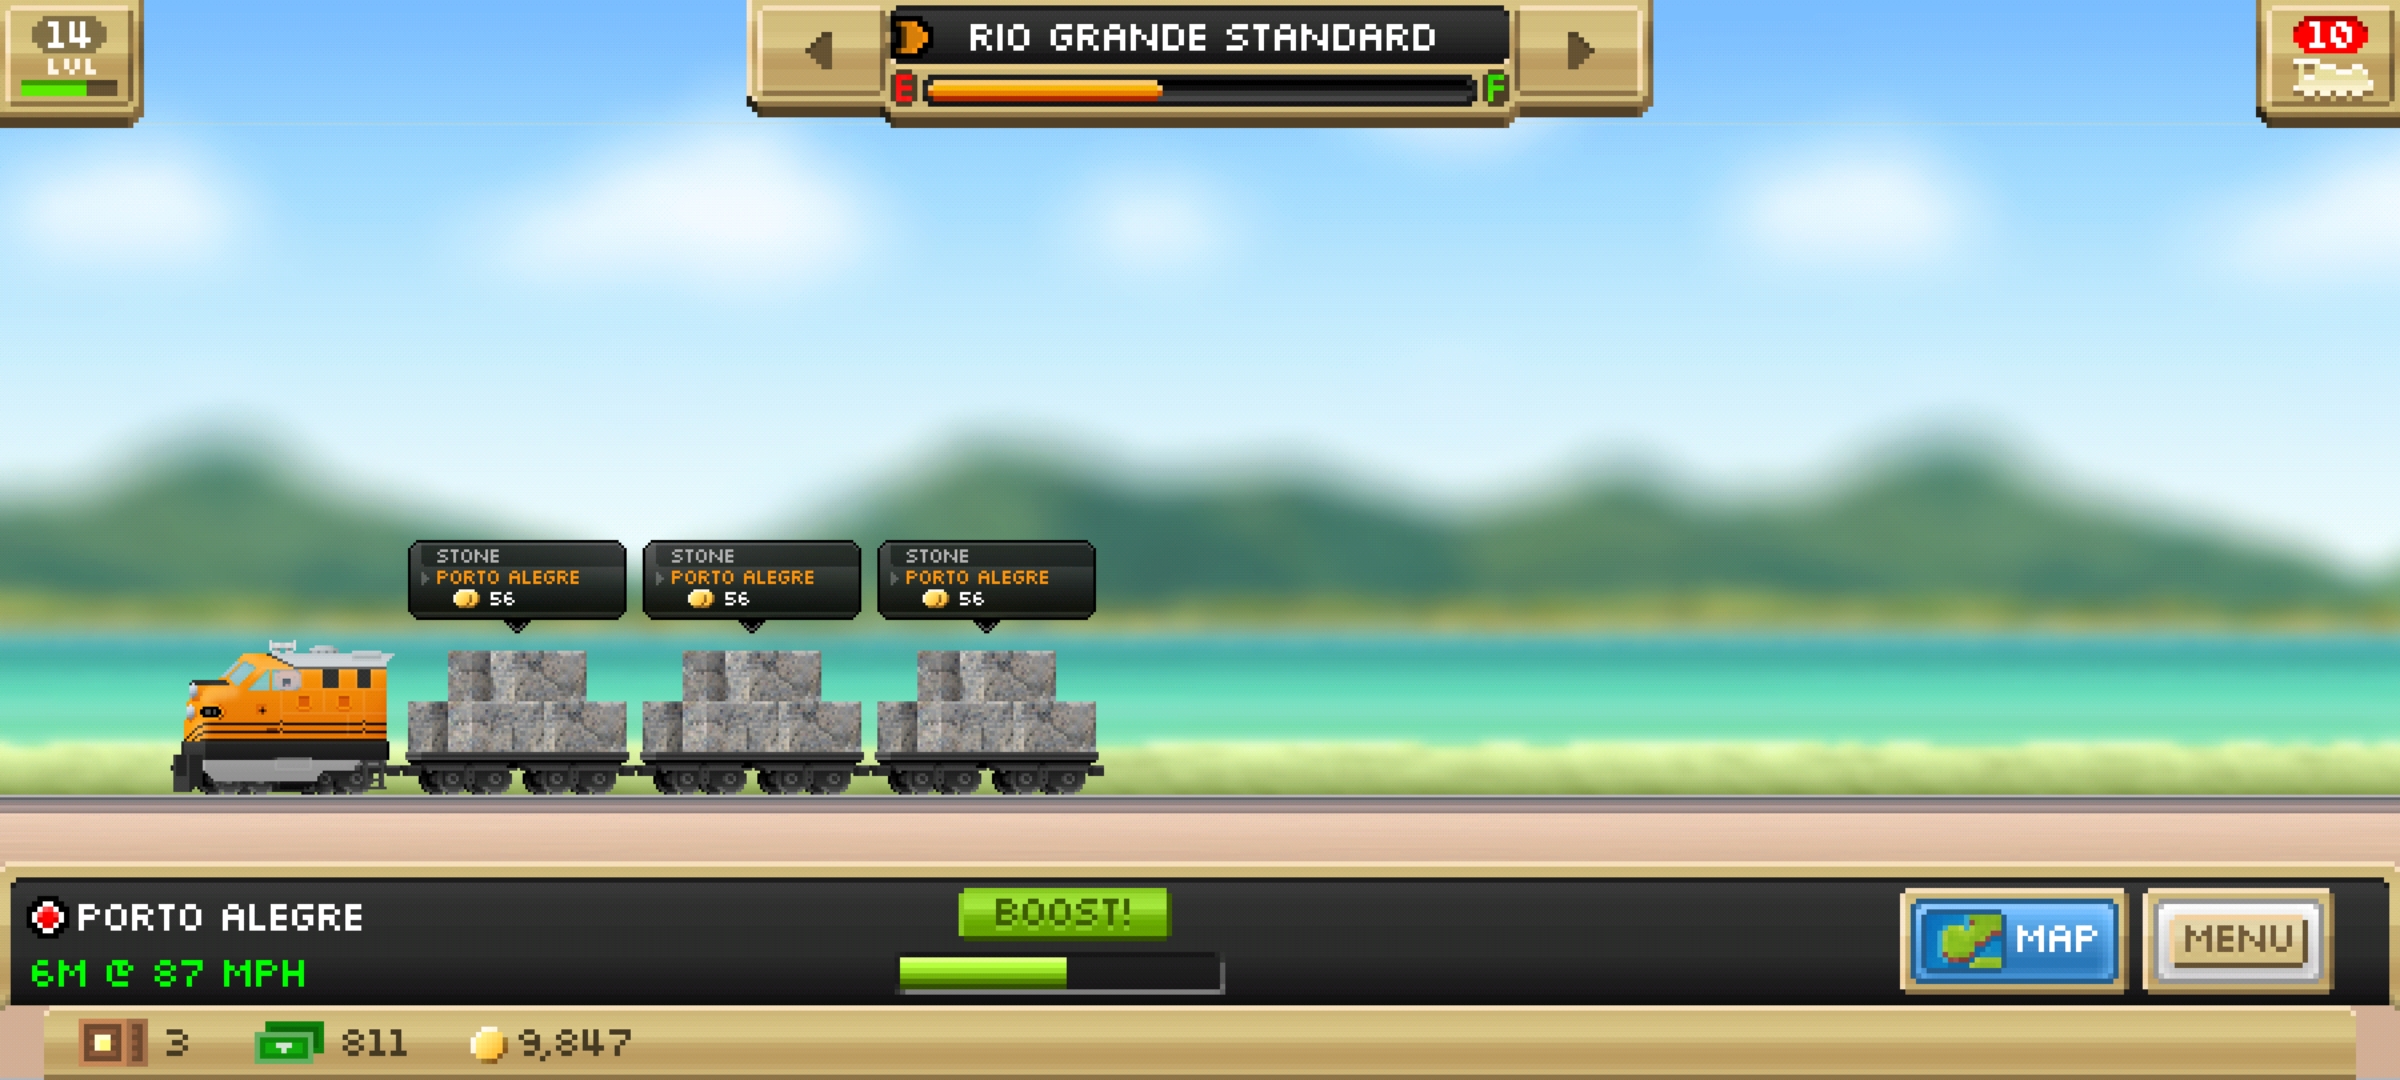 14
LVL
RIO GRANDE STANDARD
E F
10
STONE
PORTO ALEGRE
56
STONE
PORTO ALEGRE
56
STONE
PORTO ALEGRE
56
PORTO ALEGRE
6M @ 87 MPH
BOOST!
MAP
MENU
3 811 9,847